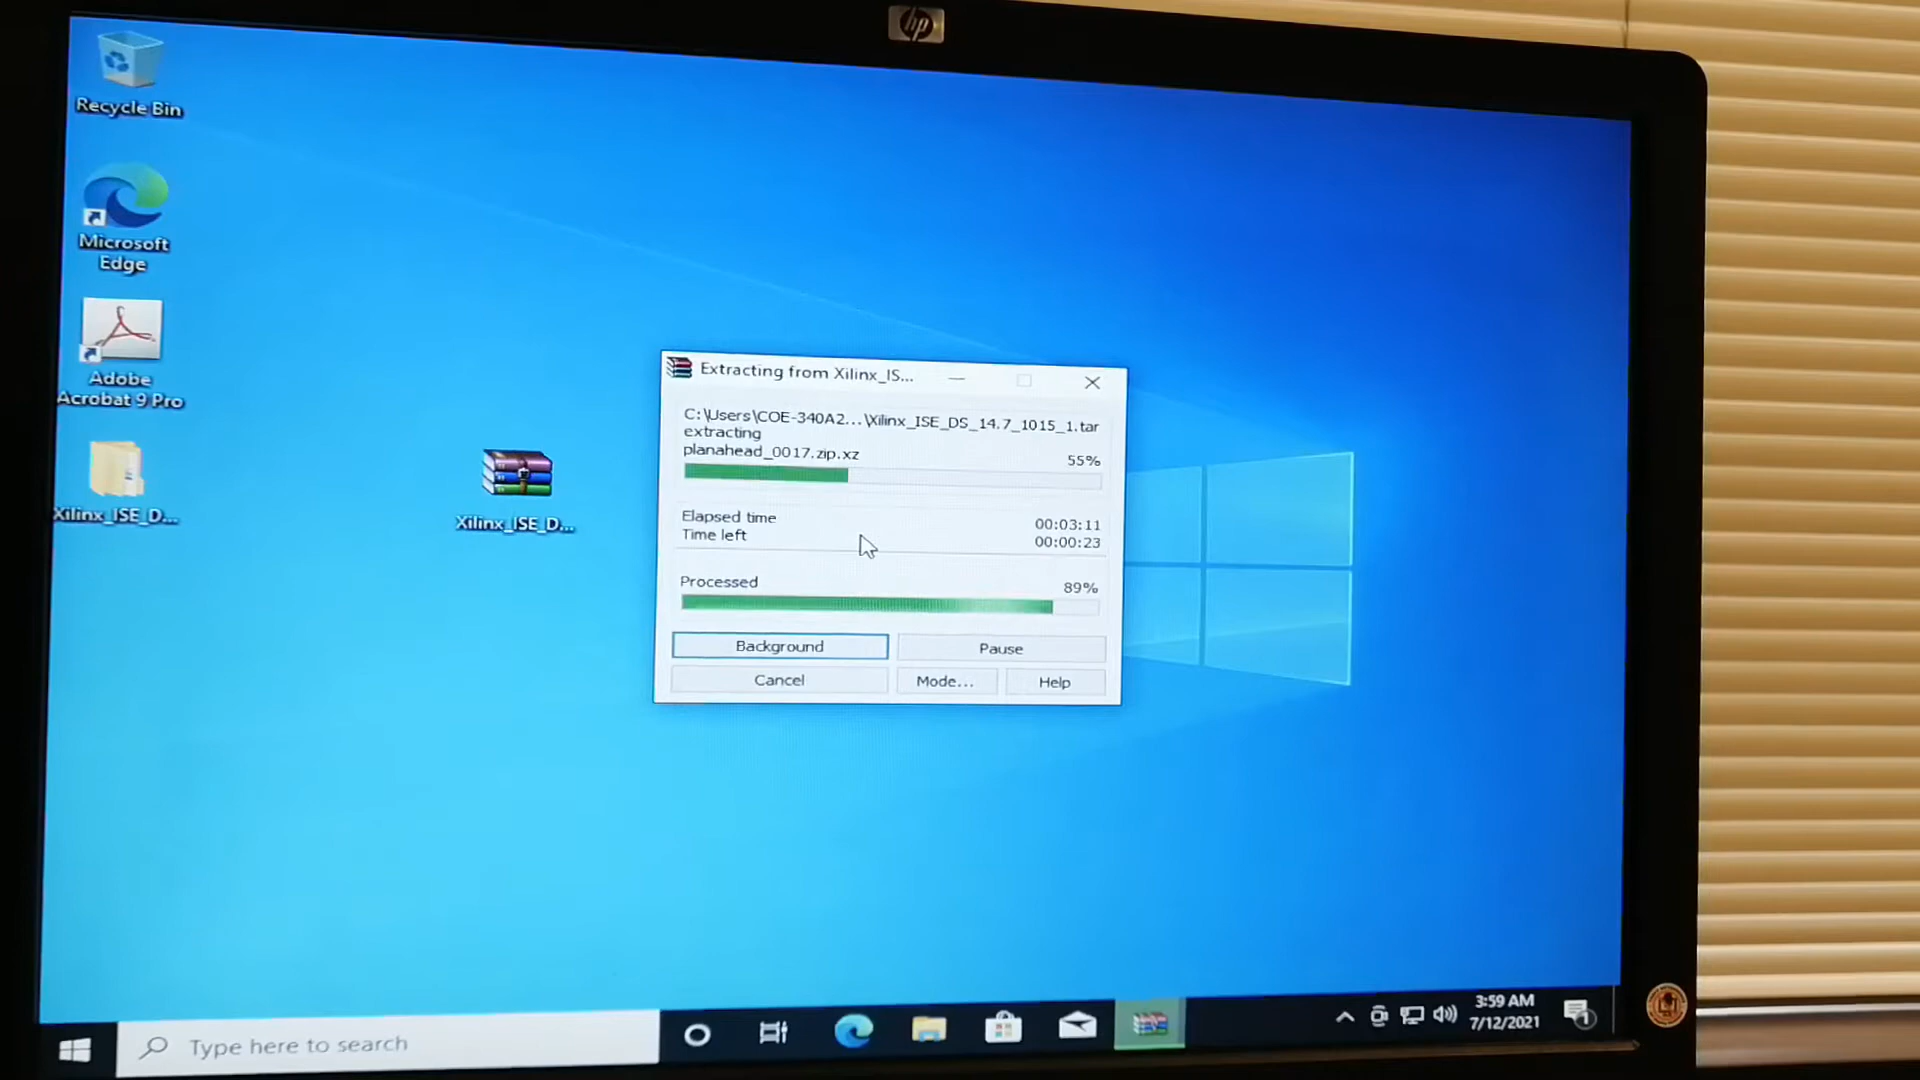 hp
Recycle Bin
Microsoft
Edge
Adobe
Acrobat 9 Pro
Xilinx_ISE_D...
Xilinx_ISE_D...
Extracting from Xilinx_IS...
C:\Users\COE-340A2...\Xilinx_ISE_DS_14.7_1015_1.tar
extracting
planahead_0017.zip.xz 55%
Elapsed time 00:03:11
Time left 00:00:23
Processed 89%
Background Pause
Cancel Mode... Help
Type here to search
3:59 AM
7/12/2021
1